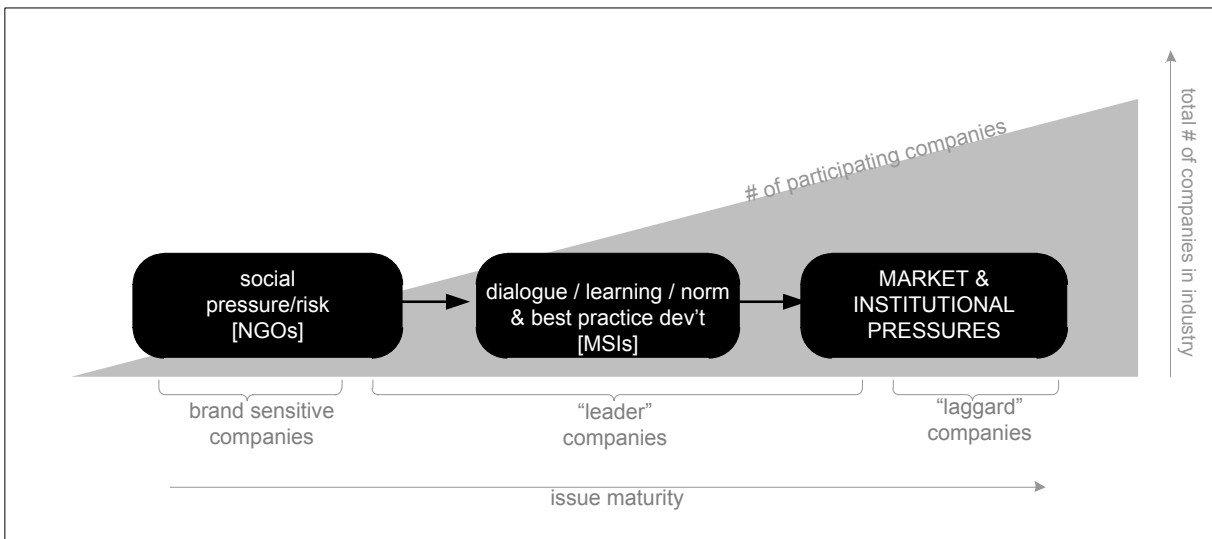 # of participating companies
total # of companies in industry
social
pressure/risk
[NGOs]
dialogue / learning / norm
& best practice dev’t
[MSIs]
MARKET &
INSTITUTIONAL
PRESSURES
brand sensitive
companies
“leader”
companies
“laggard”
companies
issue maturity